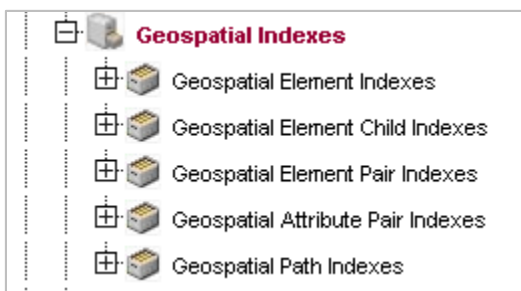 Geospatial Indexes
Geospatial Element Indexes
Geospatial Element Child Indexes
Geospatial Element Pair Indexes
Geospatial Attribute Pair Indexes
Geospatial Path Indexes